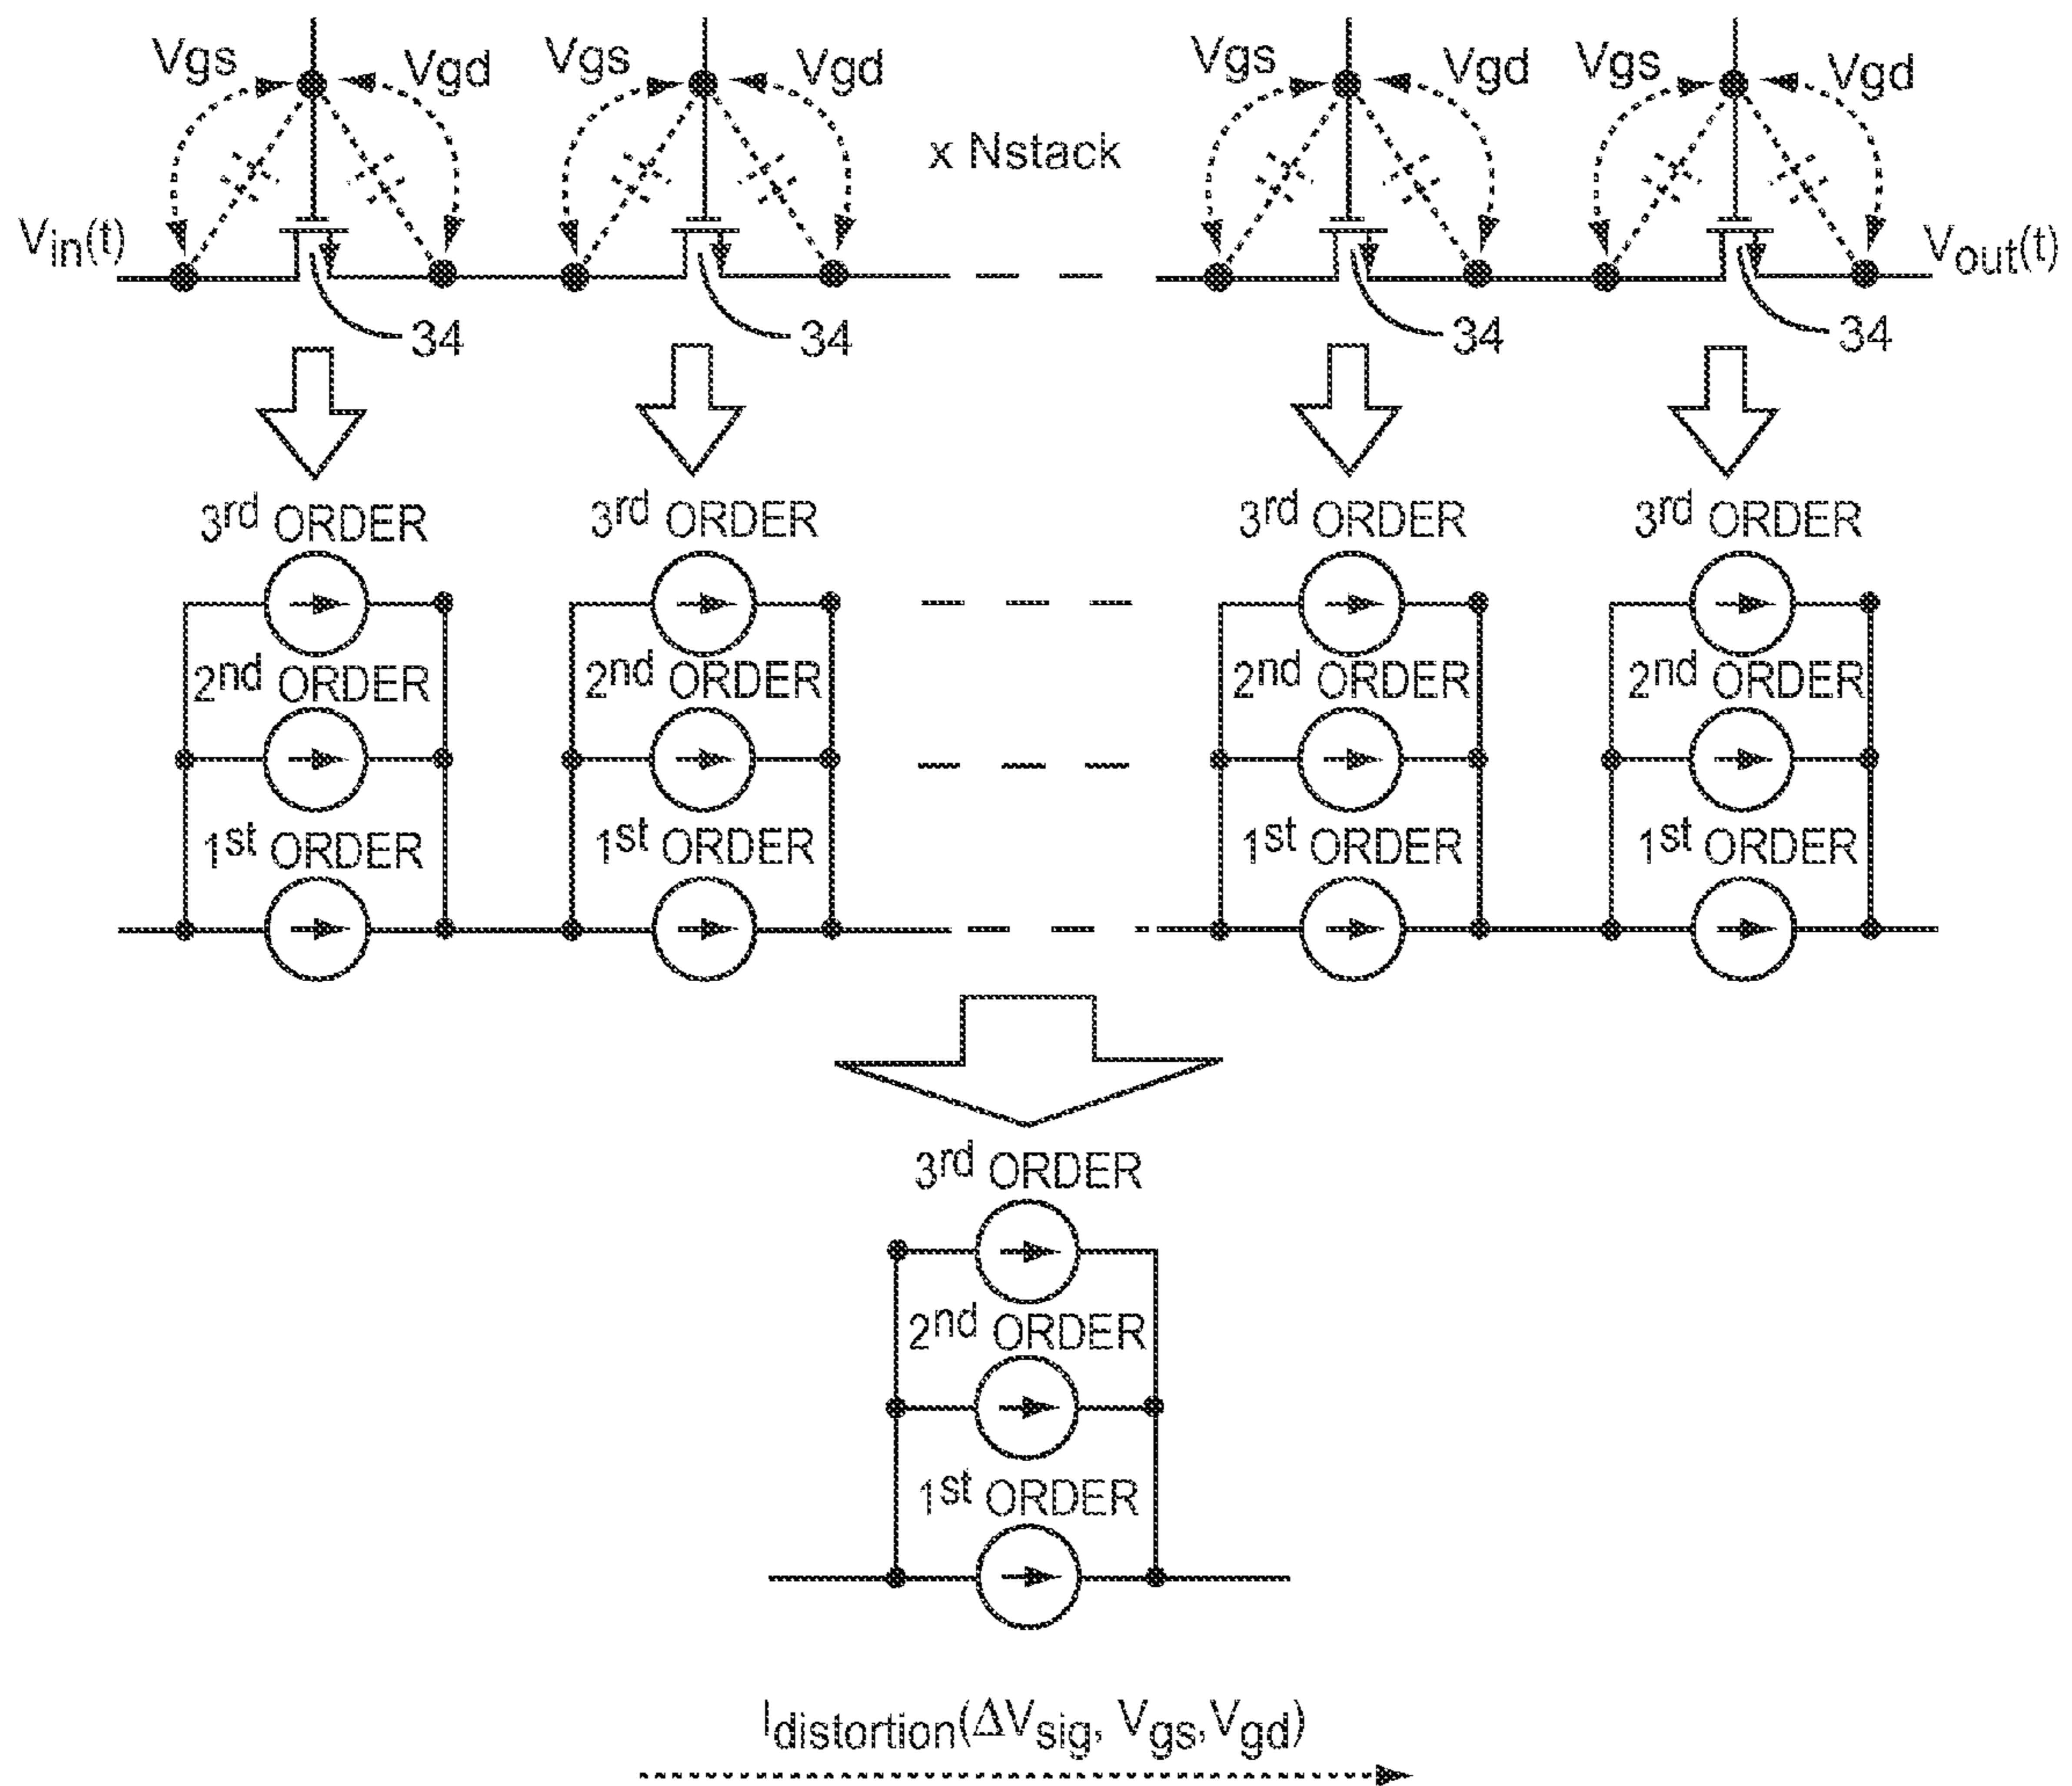 Vgs Vgd Vgs Vgd Vgs Vgd Vgs Vgd
x Nstack
Vin(t) Vout(t)
34 34 34 34
3rd ORDER 3rd ORDER 3rd ORDER 3rd ORDER
2nd ORDER 2nd ORDER 2nd ORDER 2nd ORDER
1st ORDER 1st ORDER 1st ORDER 1st ORDER
3rd ORDER
2nd ORDER
1st ORDER
Idistortion(ΔVsig, Vgs,Vgd)